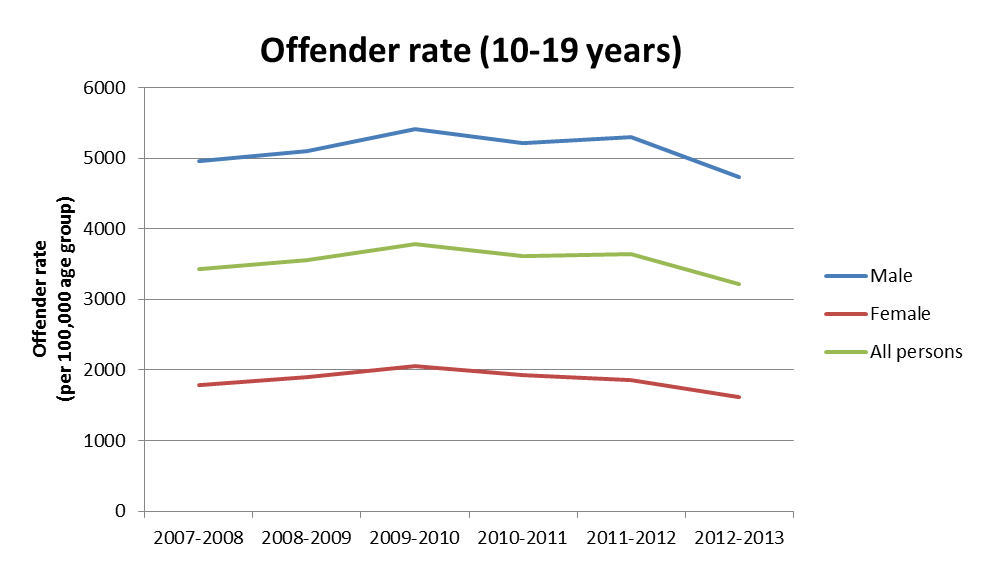 Offender rate (10-19 years)
Offender rate
(per 100,000 age group)
6000
5000
4000
3000
2000
1000
0
2007-2008
2008-2009
2009-2010
2010-2011
2011-2012
2012-2013
Male
Female
All persons